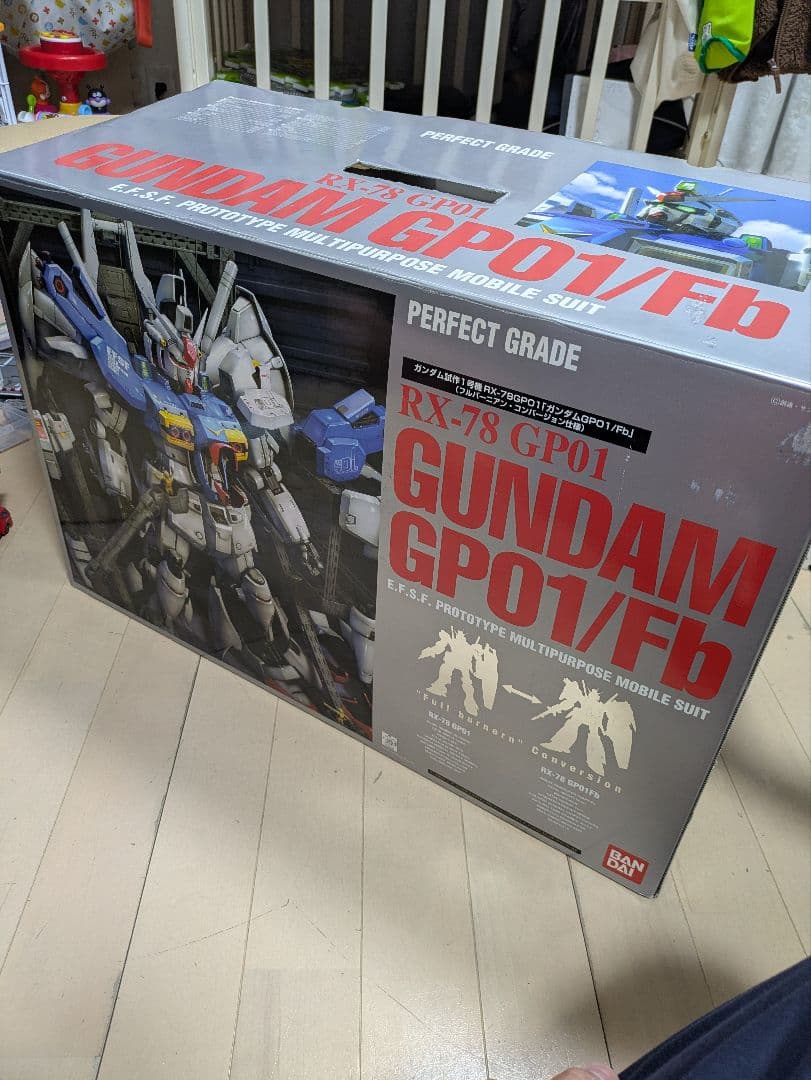 PERFECT GRADE
RX-78 GP01
GUNDAM GP01/Fb
E.F.S.F. PROTOTYPE MULTIPURPOSE MOBILE SUIT
PERFECT GRADE
ガンダム試作1号機 RX-78GP01「ガンダムGP01/Fb」
(フルバーニアン・コンバージョン仕様)
RX-78 GP01
GUNDAM
GP01/Fb
E.F.S.F. PROTOTYPE MULTIPURPOSE MOBILE SUIT
"Full burnern" Conversion
RX-78 GP01
RX-78 GP01Fb
BAN
DAI
E.F.S.F